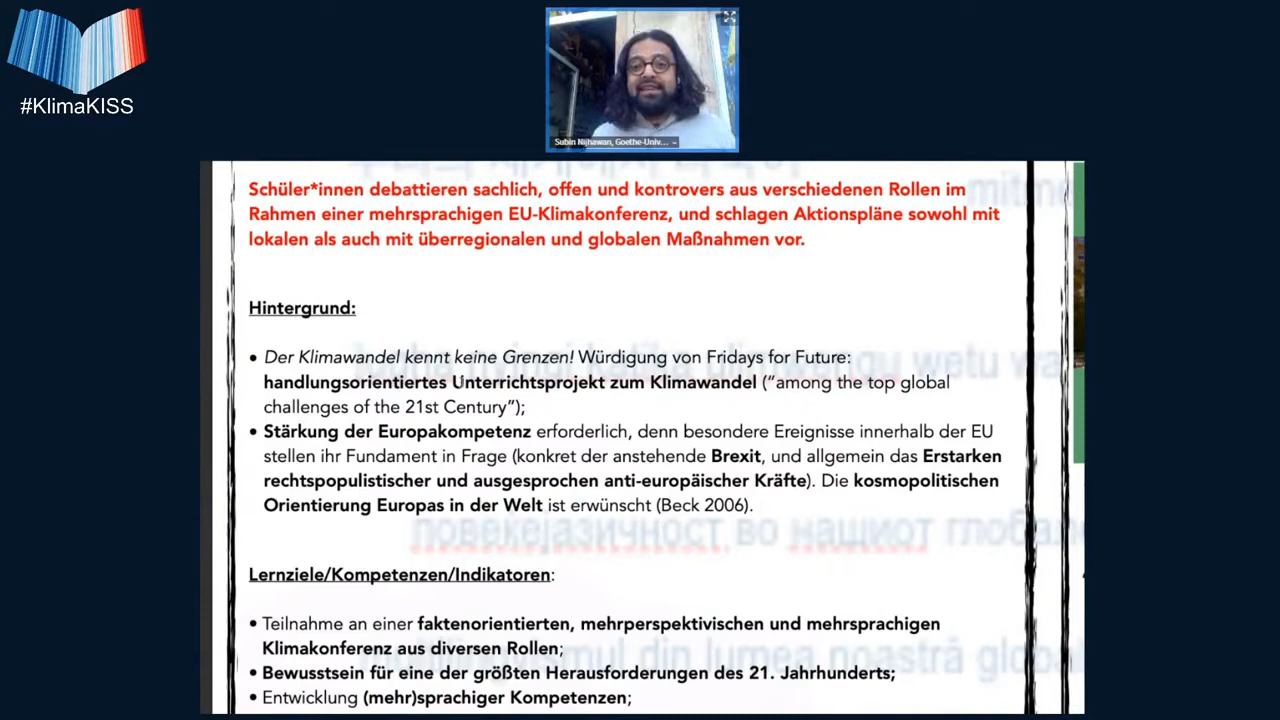 #KlimaKISS
Subin Nijhawan, Goethe-Univ...
Schüler*innen debattieren sachlich, offen und kontrovers aus verschiedenen Rollen im
Rahmen einer mehrsprachigen EU-Klimakonferenz, und schlagen Aktionspläne sowohl mit
lokalen als auch mit überregionalen und globalen Maßnahmen vor.
Hintergrund:
• Der Klimawandel kennt keine Grenzen! Würdigung von Fridays for Future:
handlungsorientiertes Unterrichtsprojekt zum Klimawandel (“among the top global
challenges of the 21st Century”);
• Stärkung der Europakompetenz erforderlich, denn besondere Ereignisse innerhalb der EU
stellen ihr Fundament in Frage (konkret der anstehende Brexit, und allgemein das Erstarken
rechtspopulistischer und ausgesprochen anti-europäischer Kräfte). Die kosmopolitischen
Orientierung Europas in der Welt ist erwünscht (Beck 2006).
повеќејазичност во нашиот
Lernziele/Kompetenzen/Indikatoren:
• Teilnahme an einer faktenorientierten, mehrperspektivischen und mehrsprachigen
Klimakonferenz aus diversen Rollen;
• Bewusstsein für eine der größten Herausforderungen des 21. Jahrhunderts;
din lumea noastră
• Entwicklung (mehr)sprachiger Kompetenzen;